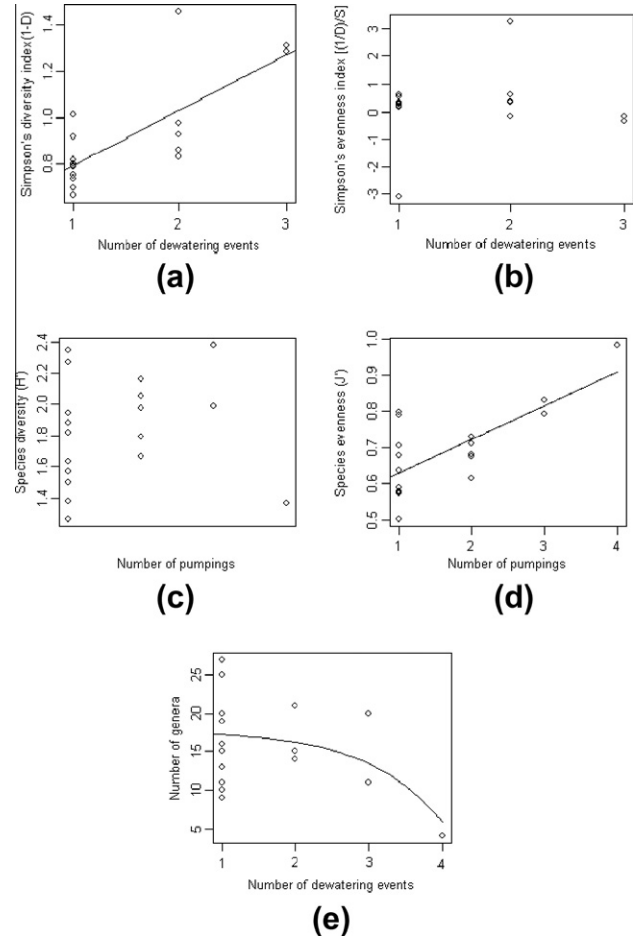 Simpson's diversity index(1-D)
1.4
1.2
1.0
0.8
1 2 3
Number of dewatering events
(a)
Simpson's evenness index [(1/D)/S]
3
2
1
0
-1
-2
-3
1 2 3
Number of dewatering events
(b)
Species diversity (H')
2.4
2.2
2.0
1.8
1.6
1.4
Number of pumpings
(c)
Species evenness (J')
1.0
0.9
0.8
0.7
0.6
0.5
1 2 3 4
Number of pumpings
(d)
Number of genera
25
20
15
10
5
1 2 3 4
Number of dewatering events
(e)